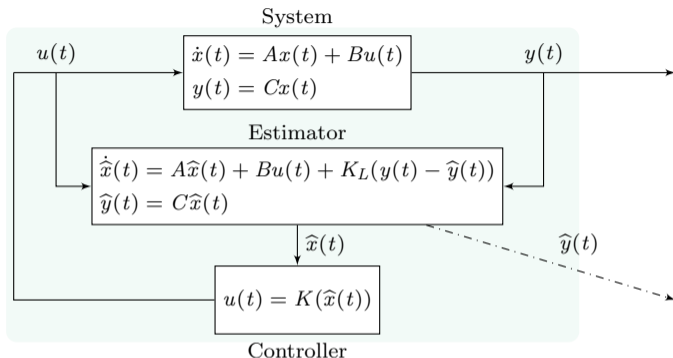 System
u(t)
ẋ(t) = Ax(t) + Bu(t)
y(t) = Cx(t)
y(t)
Estimator
x̂̇(t) = Ax̂(t) + Bu(t) + K_L(y(t) − ŷ(t))
ŷ(t) = Cx̂(t)
x̂(t)
ŷ(t)
u(t) = K(x̂(t))
Controller